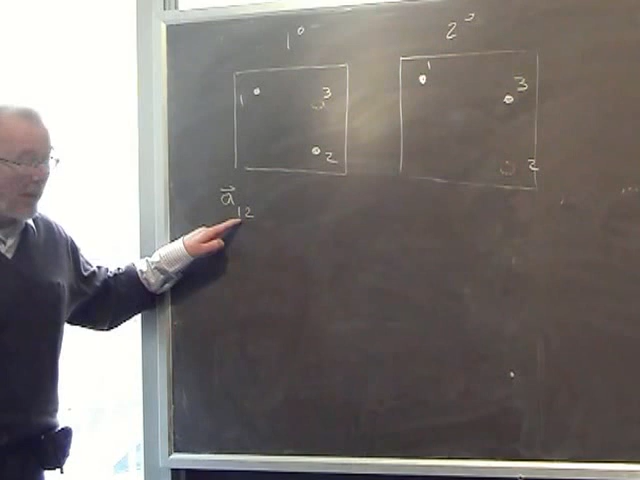 1° 2°
1 3 2
1 3 2
a⃗₁₂